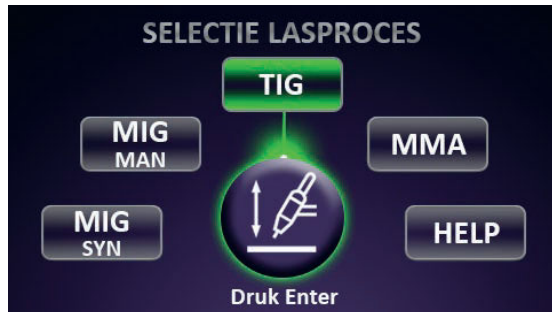 SELECTIE LASPROCES
TIG
MIG
MAN
MMA
MIG
SYN
HELP
Druk Enter